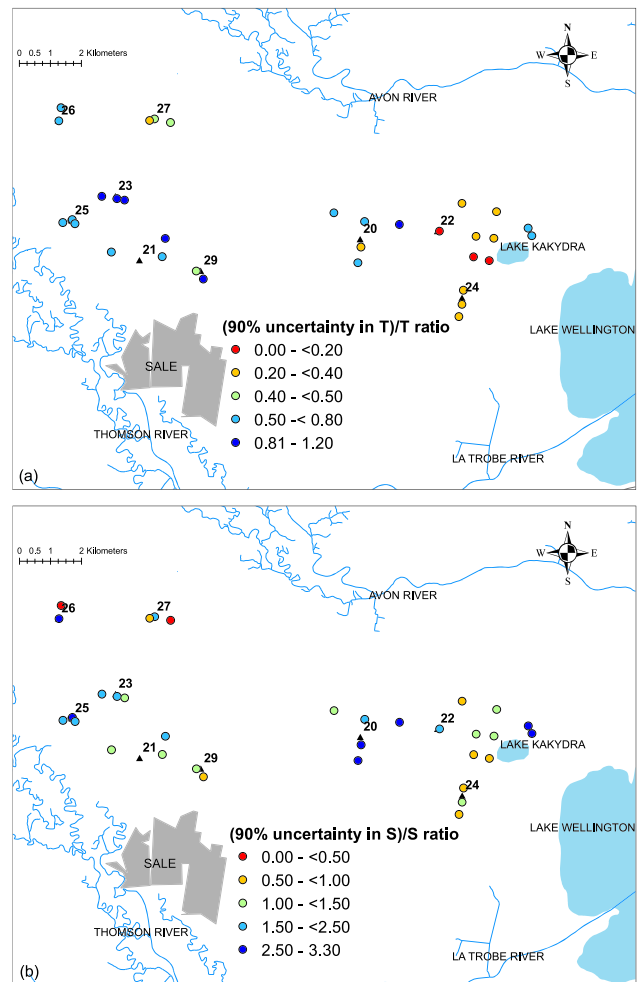 N
0 0.5 1 2 Kilometers
W E
S
AVON RIVER
26
27
23
25
20
22
21
29
LAKE KAKYDRA
24
(90% uncertainty in T)/T ratio
LAKE WELLINGTON
0.00 - <0.20
0.20 - <0.40
SALE
0.40 - <0.50
0.50 - < 0.80
THOMSON RIVER
0.81 - 1.20
LA TROBE RIVER
(a)
N
0 0.5 1 2 Kilometers
W E
S
AVON RIVER
26
27
23
25
20
22
21
29
LAKE KAKYDRA
24
(90% uncertainty in S)/S ratio
LAKE WELLINGTON
0.00 - <0.50
0.50 - <1.00
SALE
1.00 - <1.50
1.50 - <2.50
THOMSON RIVER
2.50 - 3.30
LA TROBE RIVER
(b)